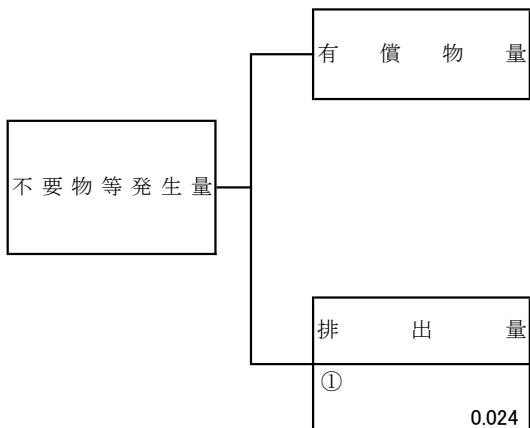 有償物量
不要物等発生量
排出量
①
0.024